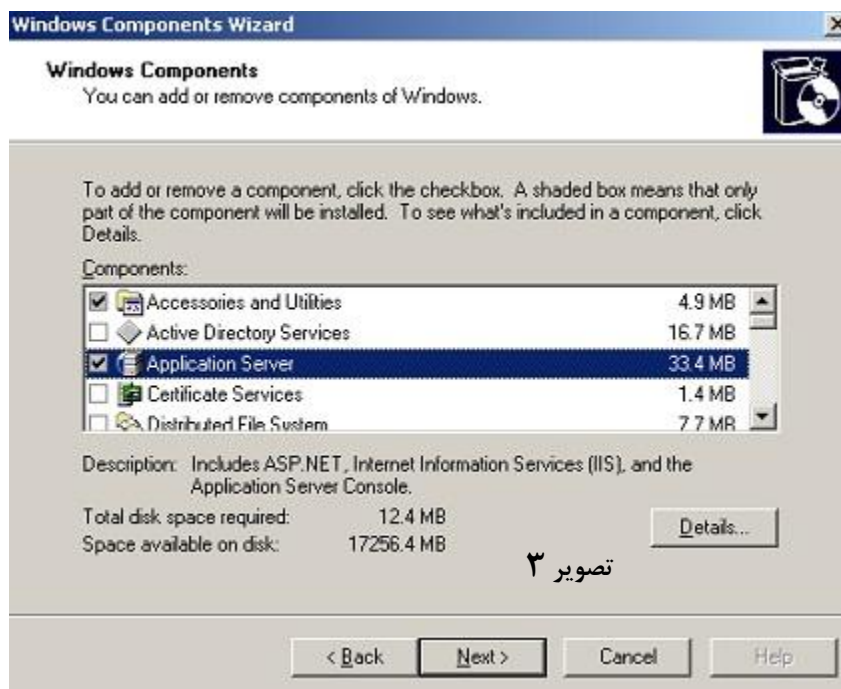 Windows Components Wizard
Windows Components
You can add or remove components of Windows.
To add or remove a component, click the checkbox. A shaded box means that only
part of the component will be installed. To see what's included in a component, click
Details.
Components:
Accessories and Utilities 4.9 MB
Active Directory Services 16.7 MB
Application Server 33.4 MB
Certificate Services 1.4 MB
Distributed File System 7.7 MB
Description: Includes ASP.NET, Internet Information Services (IIS), and the
Application Server Console.
Total disk space required: 12.4 MB
Space available on disk: 17256.4 MB
Details...
تصویر ۳
< Back Next > Cancel Help